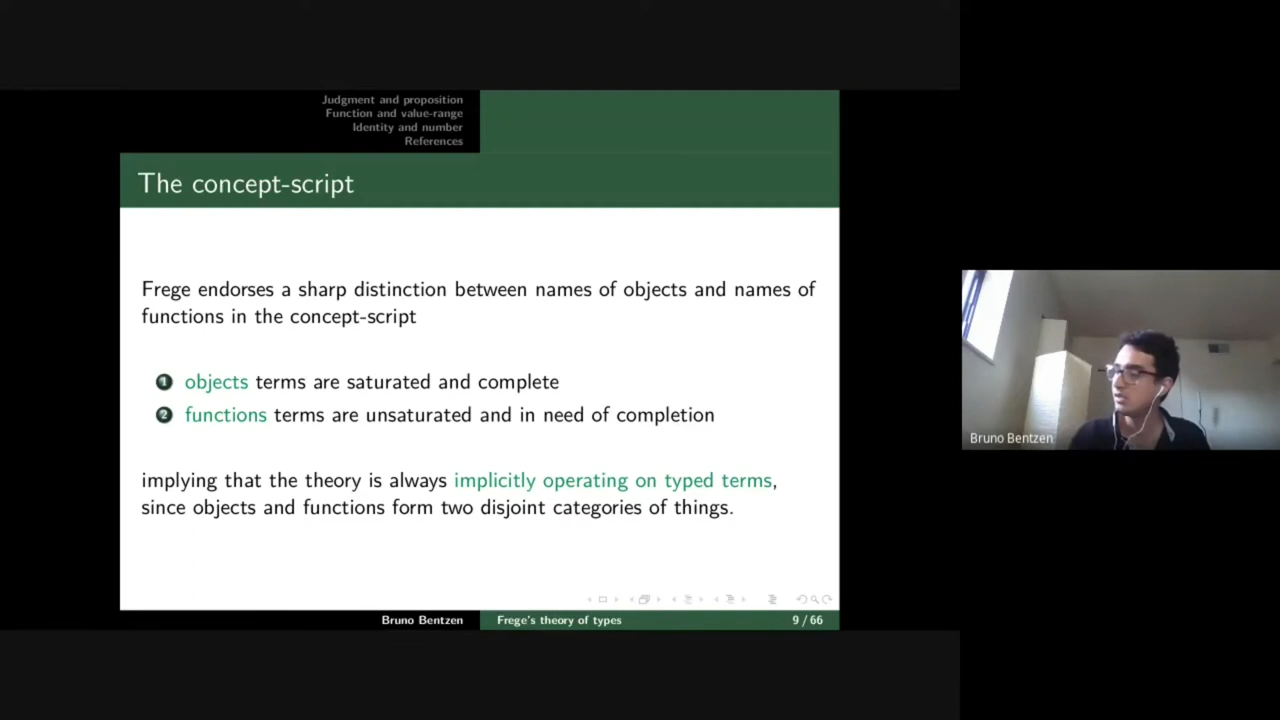 Judgment and proposition
Function and value-range
Identity and number
References
The concept-script
Frege endorses a sharp distinction between names of objects and names of
functions in the concept-script
1 objects terms are saturated and complete
2 functions terms are unsaturated and in need of completion
implying that the theory is always implicitly operating on typed terms,
since objects and functions form two disjoint categories of things.
Bruno Bentzen
Frege's theory of types
9 / 66
Bruno Bentzen